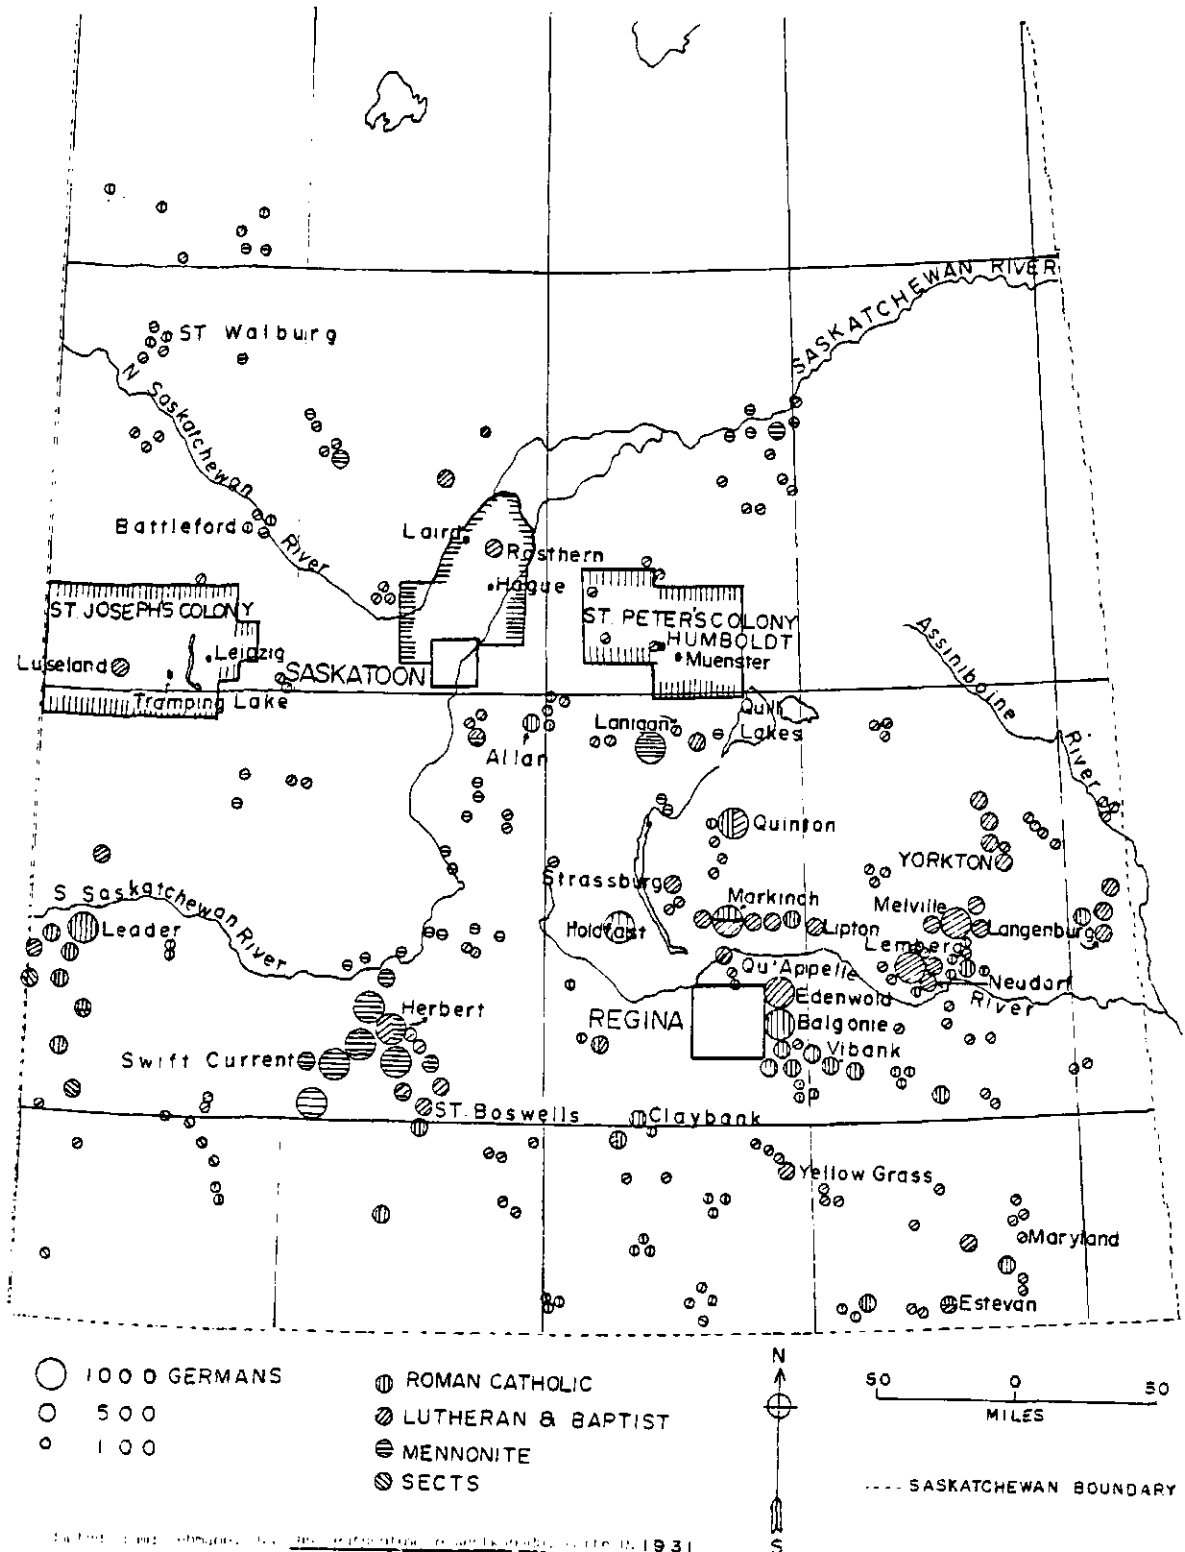 SASKATCHEWAN RIVER
ST Walburg
N Saskatchewan River
Battleford
Laird
Rosthern
Hague
ST. JOSEPH'S COLONY
ST. PETER'S COLONY
HUMBOLDT
Muenster
Leipzig
Luseland
SASKATOON
Tramping Lake
Assiniboine River
Quill Lakes
Lanigan
Allan
Quinton
YORKTON
Strassburg
Markinch
Melville
S Saskatchewan River
Leader
Holdfast
Lipton
Langenburg
Lemberg
Qu'Appelle River
Neudorf
Edenwold
Herbert
REGINA
Balgonie
Vibank
Swift Current
ST. Boswells
Claybank
Yellow Grass
Maryland
Estevan
1000 GERMANS
500
100
ROMAN CATHOLIC
LUTHERAN & BAPTIST
MENNONITE
SECTS
N
S
50 0 50
MILES
---- SASKATCHEWAN BOUNDARY
1931